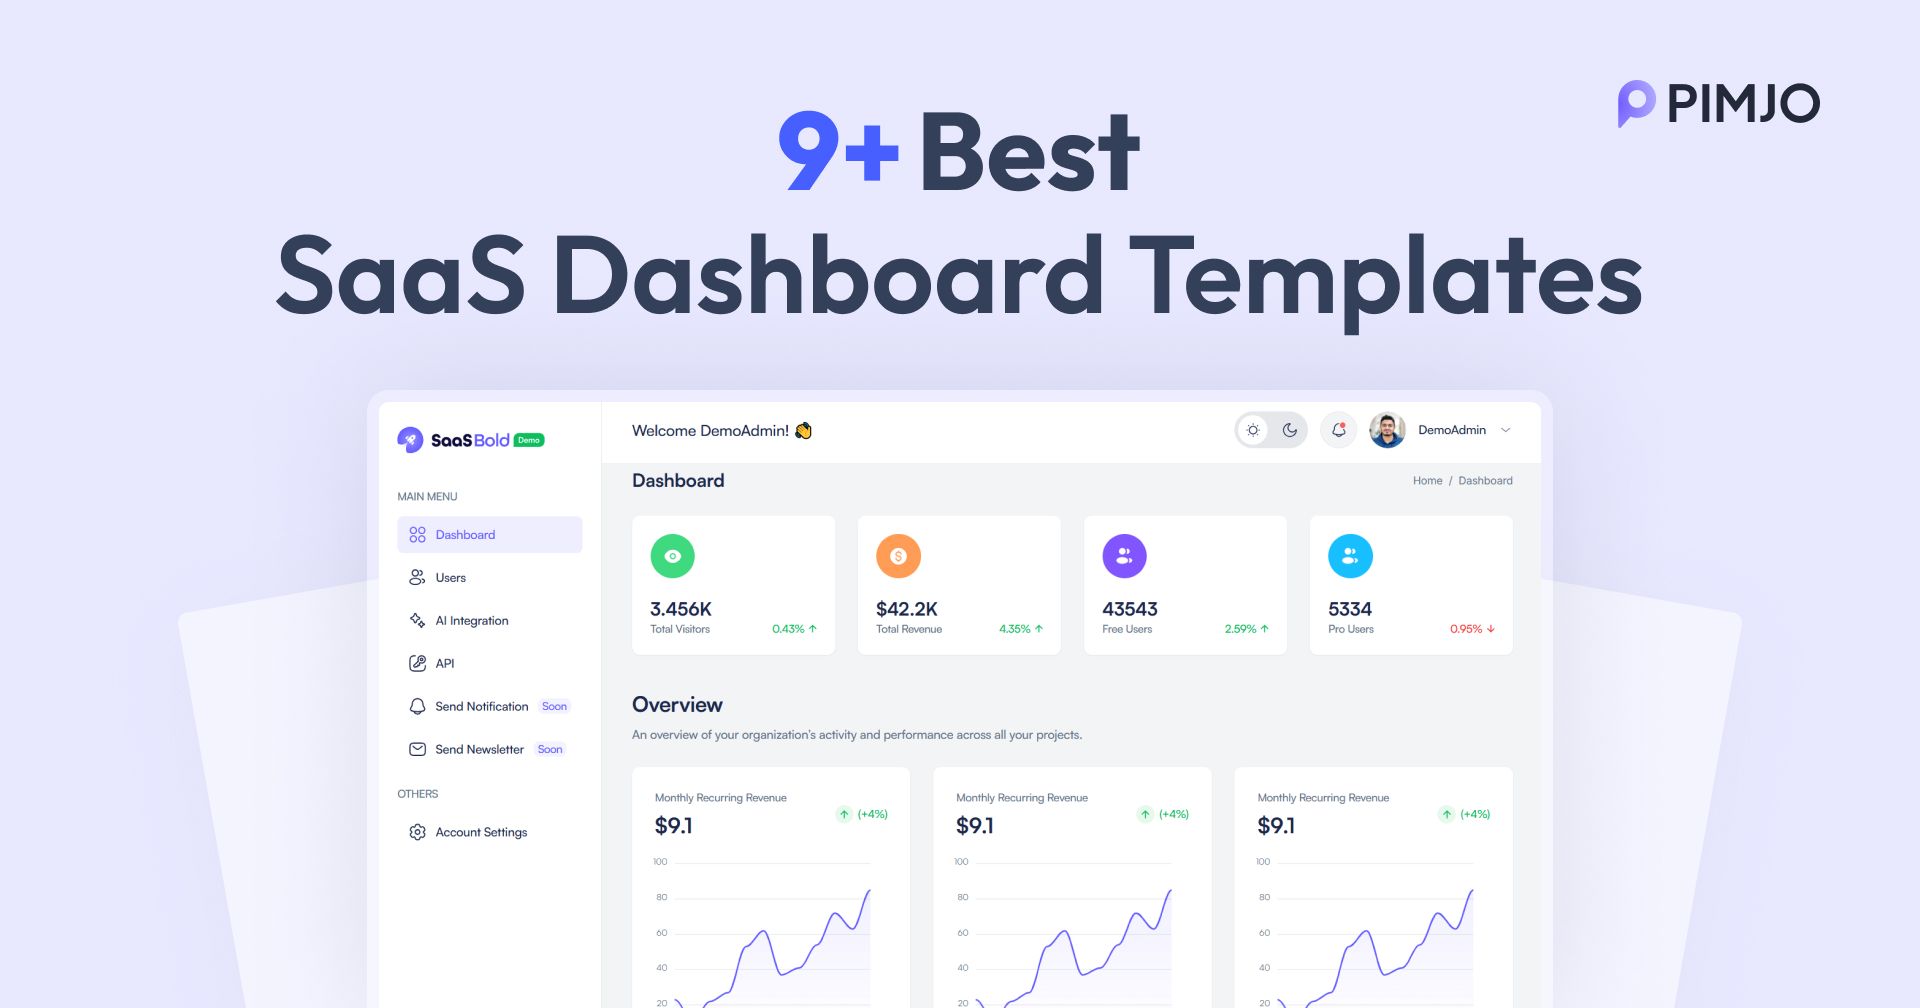 PIMJO
9+ Best
SaaS Dashboard Templates
SaaSBold Demo
MAIN MENU
Dashboard
Users
AI Integration
API
Send Notification Soon
Send Newsletter Soon
OTHERS
Account Settings
Welcome DemoAdmin! 👋
DemoAdmin
Dashboard
Home / Dashboard
3.456K
Total Visitors 0.43% ↑
$42.2K
Total Revenue 4.35% ↑
43543
Free Users 2.59% ↑
5334
Pro Users 0.95% ↓
Overview
An overview of your organization's activity and performance across all your projects.
Monthly Recurring Revenue
$9.1
↑ (+4%)
100
80
60
40
20
Monthly Recurring Revenue
$9.1
↑ (+4%)
100
80
60
40
20
Monthly Recurring Revenue
$9.1
↑ (+4%)
100
80
60
40
20